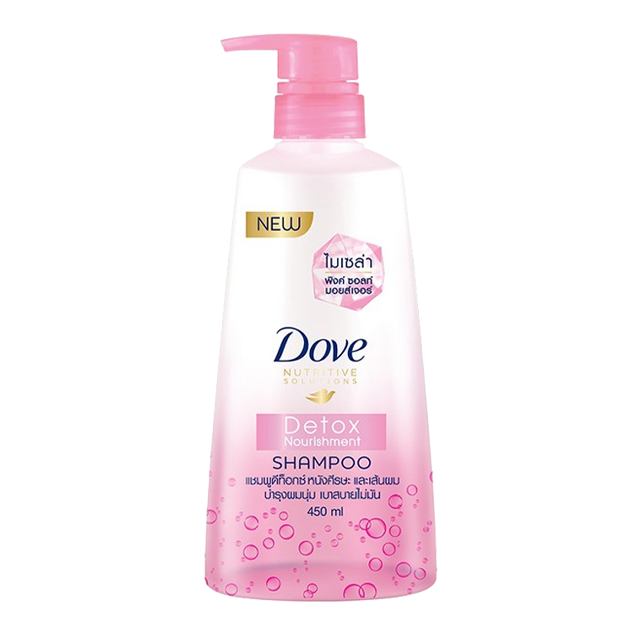 NEW
ไมเซล่า
พิงค์ ซอลท์
มอยส์เจอร์
Dove
NUTRITIVE
SOLUTIONS
Detox
Nourishment
SHAMPOO
แชมพูดีท็อกซ์ หนังศีรษะ และเส้นผม
บำรุงผมนุ่ม เบาสบายไม่มัน
450 ml